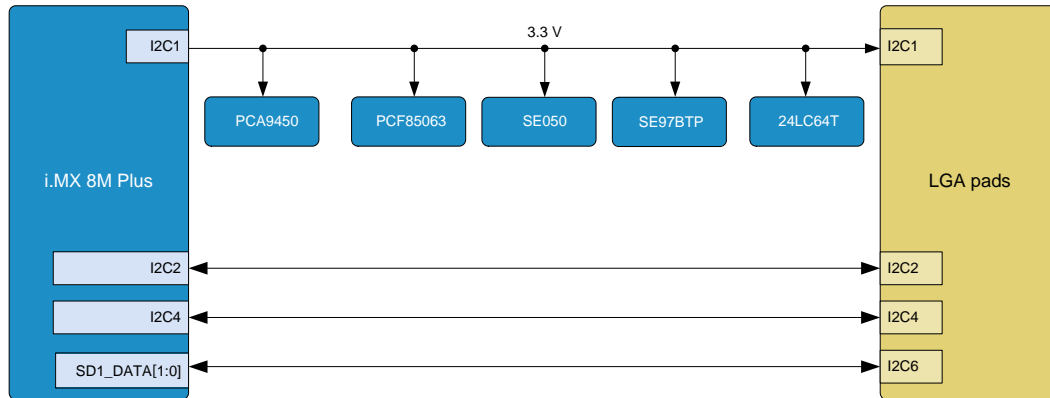 3.3 V
I2C1
I2C1
PCA9450
PCF85063
SE050
SE97BTP
24LC64T
i.MX 8M Plus
LGA pads
I2C2
I2C2
I2C4
I2C4
SD1_DATA[1:0]
I2C6